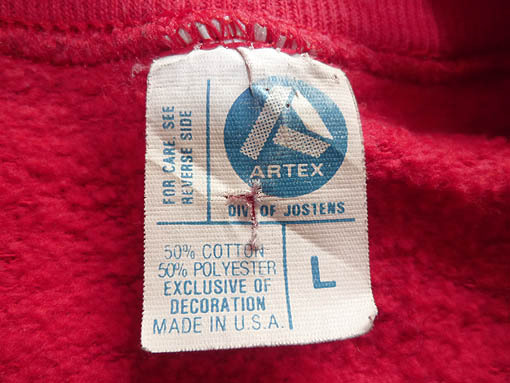 FOR CARE SEE
REVERSE SIDE
ARTEX
DIV. OF JOSTENS
50% COTTON
50% POLYESTER
EXCLUSIVE OF
DECORATION
MADE IN U.S.A.
L